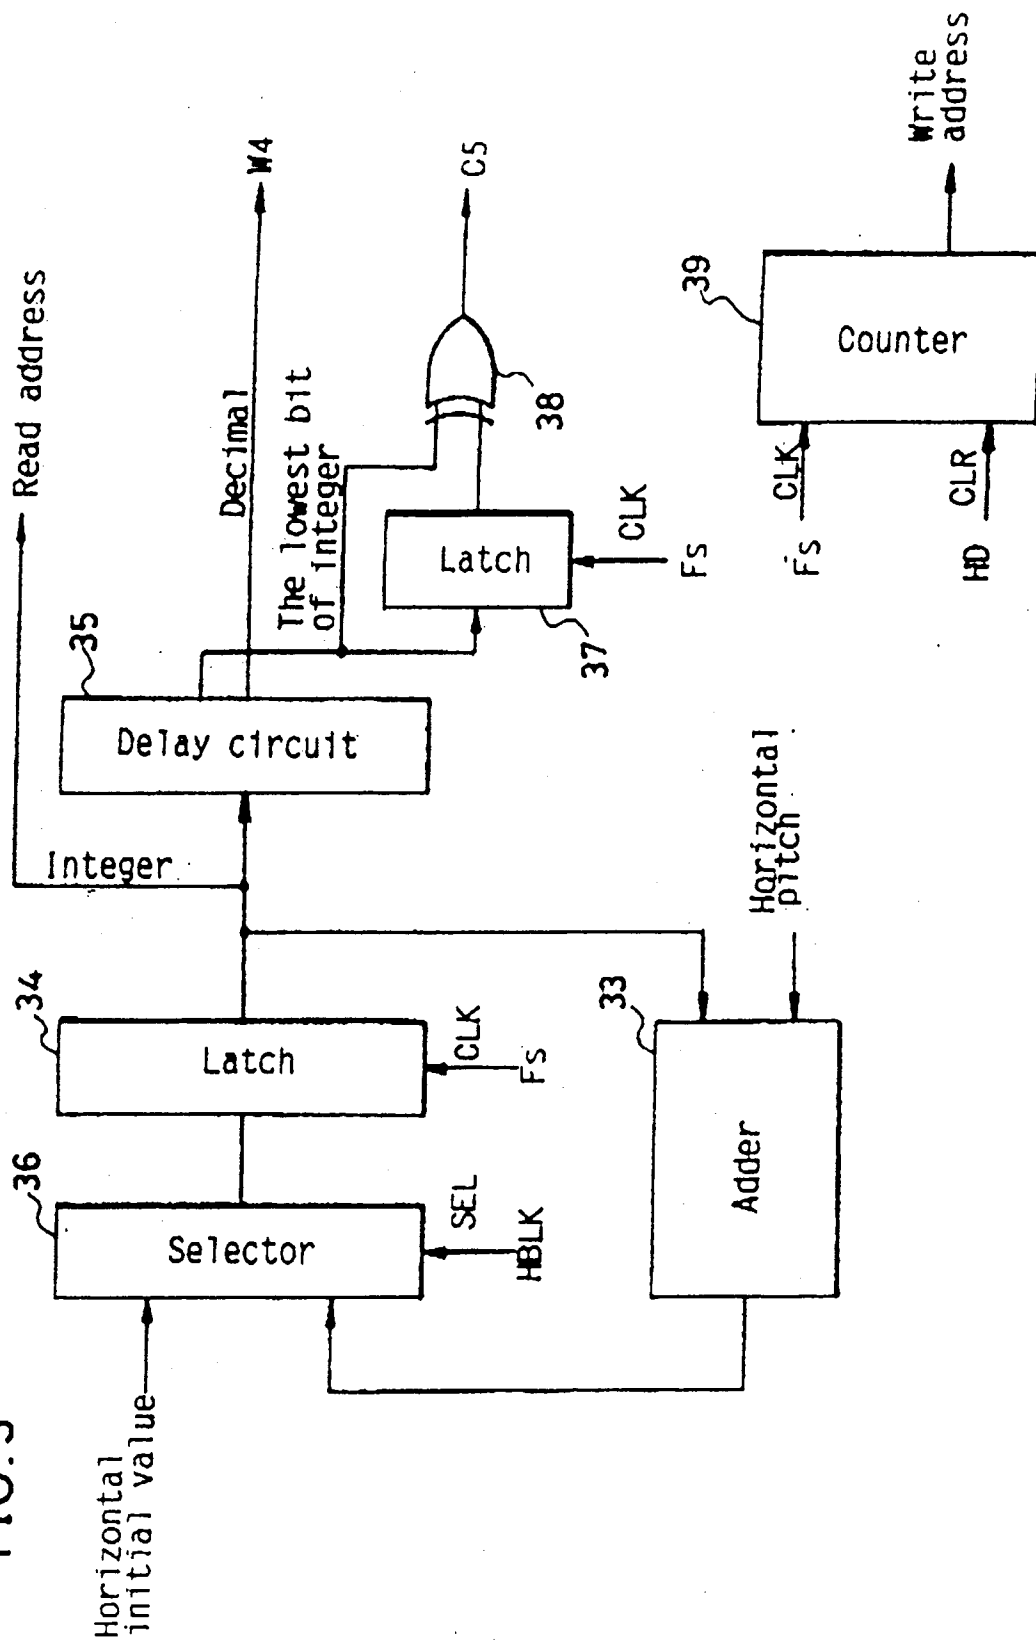 Read address
W4
C5
Write
address
35
Decimal
The lowest bit
of integer
38
39
Counter
Delay circuit
Integer
Latch
37
CLK
Fs
CLK
Fs
CLR
HD
34
Latch
CLK
Fs
33
Adder
Horizontal
pitch
36
Selector
SEL
HBLK
Horizontal
initial value